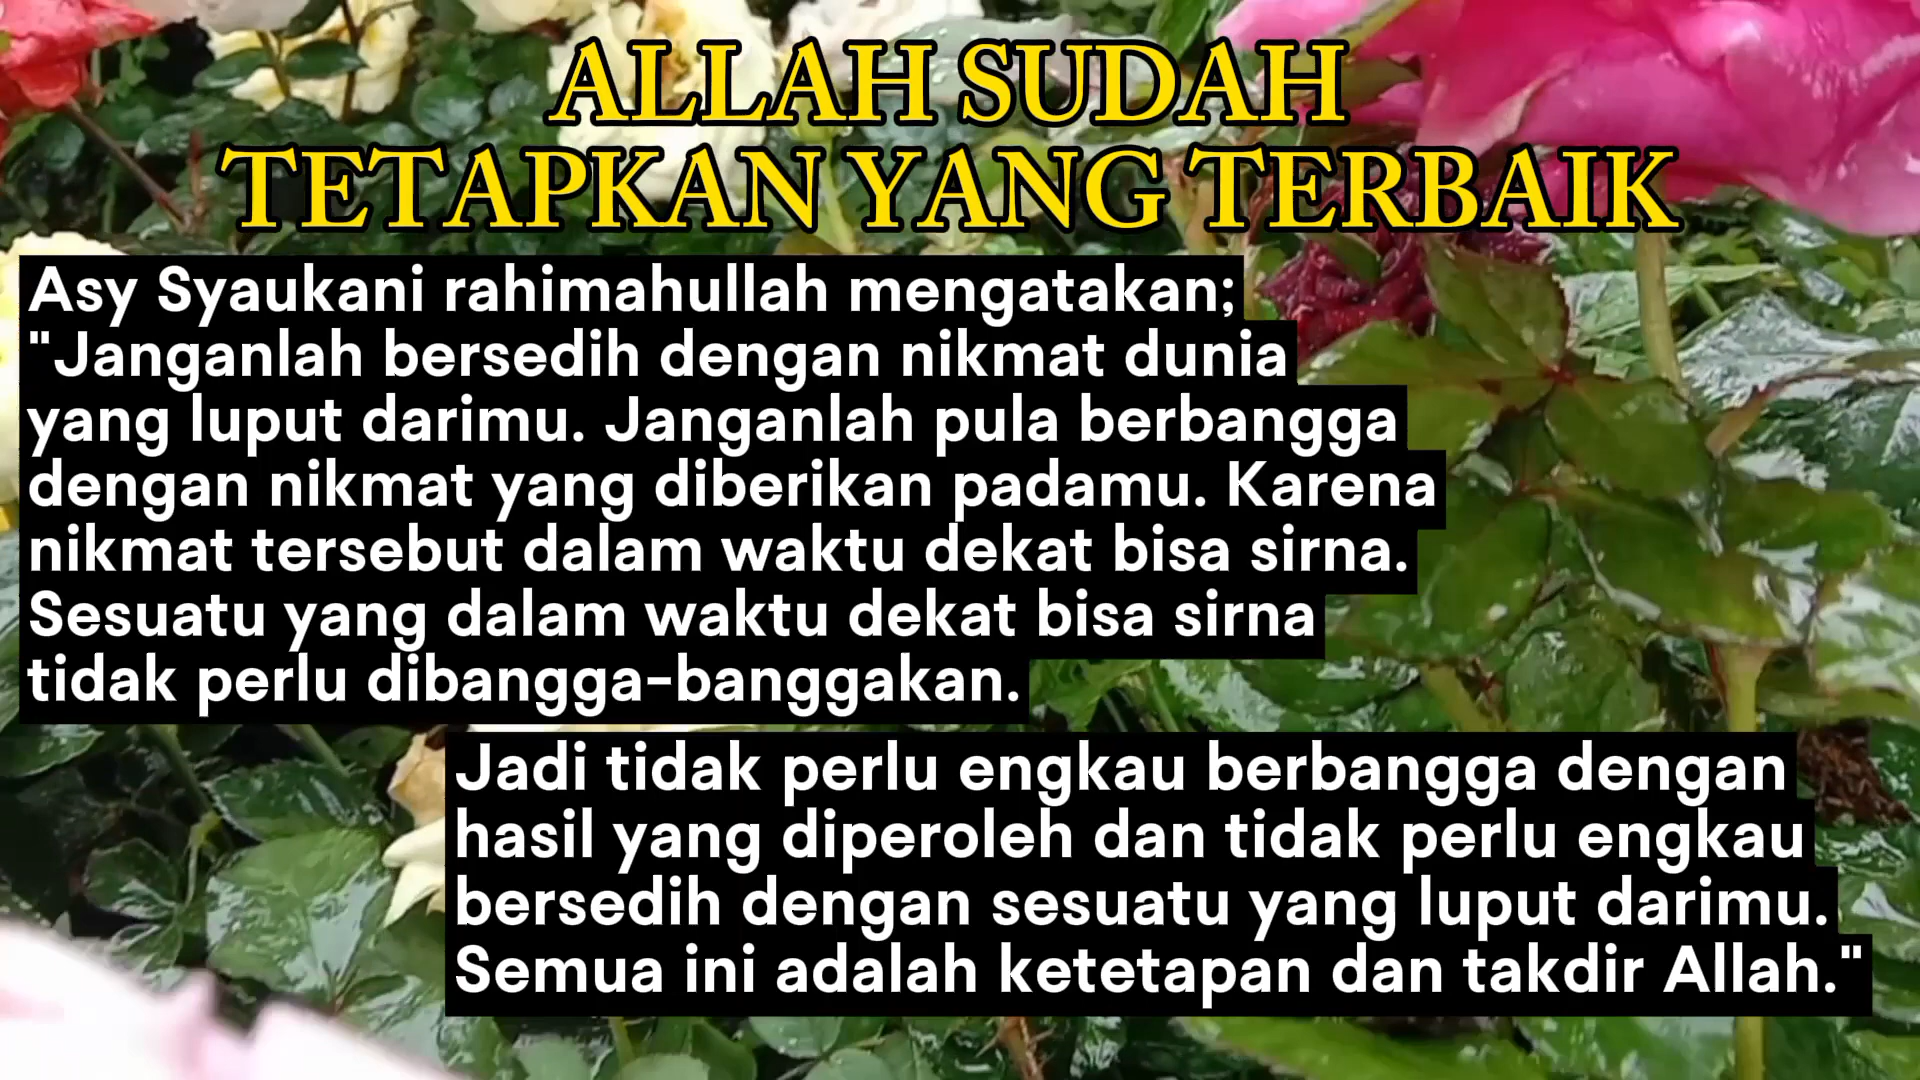 ALLAH SUDAH
TETAPKAN YANG TERBAIK
Asy Syaukani rahimahullah mengatakan;
"Janganlah bersedih dengan nikmat dunia
yang luput darimu. Janganlah pula berbangga
dengan nikmat yang diberikan padamu. Karena
nikmat tersebut dalam waktu dekat bisa sirna.
Sesuatu yang dalam waktu dekat bisa sirna
tidak perlu dibangga-banggakan.
Jadi tidak perlu engkau berbangga dengan
hasil yang diperoleh dan tidak perlu engkau
bersedih dengan sesuatu yang luput darimu.
Semua ini adalah ketetapan dan takdir Allah."